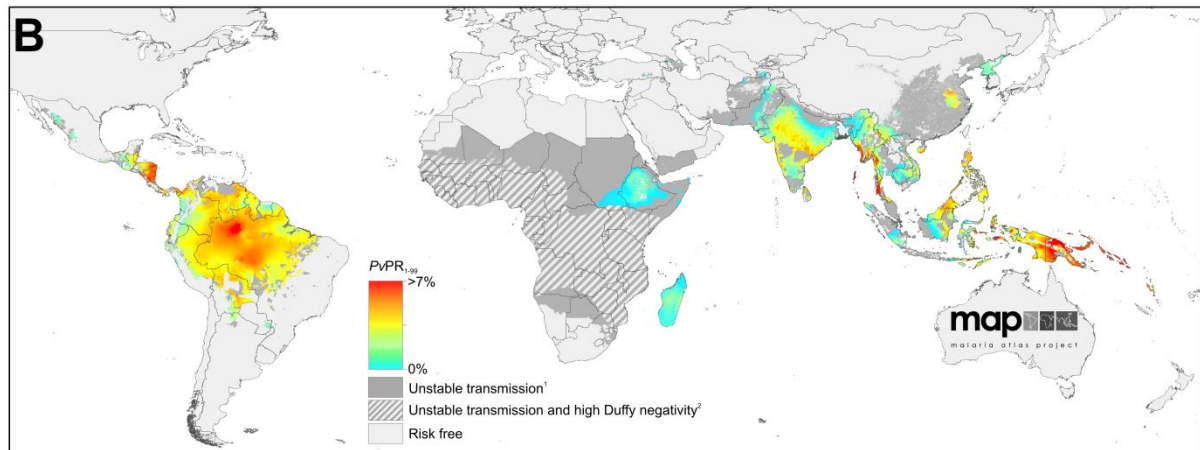 B
PvPR1-99
>7%
0%
Unstable transmission¹
Unstable transmission and high Duffy negativity²
Risk free
map
malaria atlas project